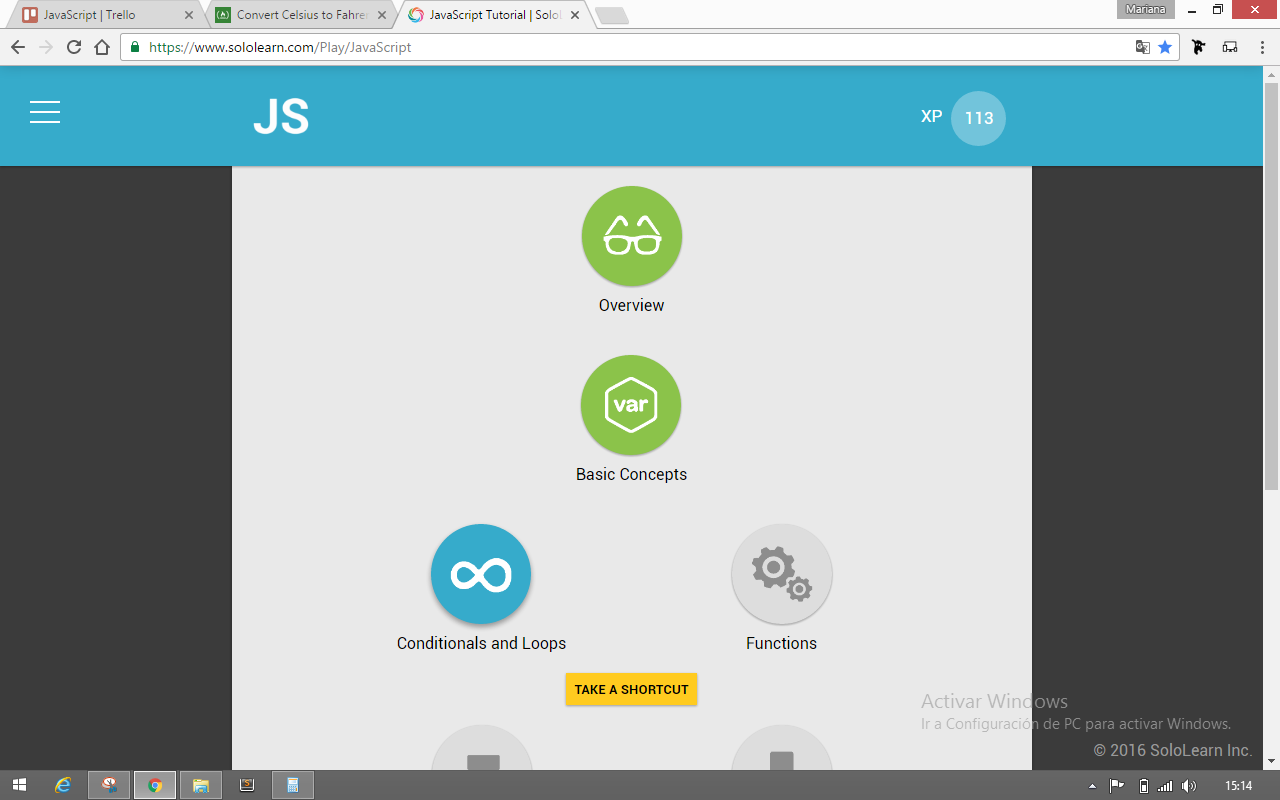 JavaScript | Trello
Convert Celsius to Fahre
JavaScript Tutorial | Solo
Mariana
https://www.sololearn.com/Play/JavaScript
JS
XP 113
Overview
var
Basic Concepts
Conditionals and Loops
Functions
TAKE A SHORTCUT
Activar Windows
Ir a Configuración de PC para activar Windows.
© 2016 SoloLearn Inc.
15:14